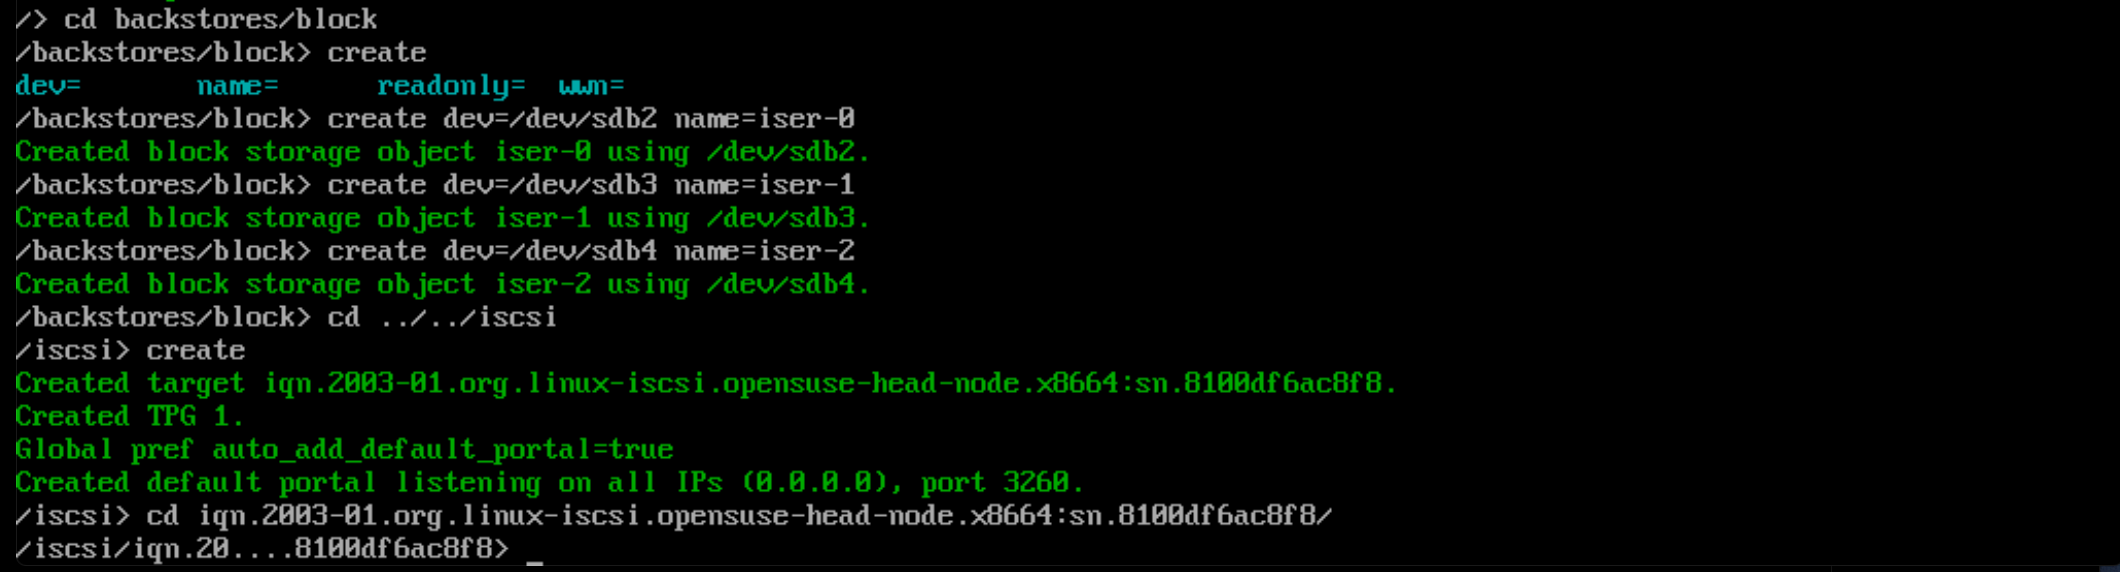 /> cd backstores/block
/backstores/block> create
dev=       name=      readonly=  wwn=
/backstores/block> create dev=/dev/sdb2 name=iser-0
Created block storage object iser-0 using /dev/sdb2.
/backstores/block> create dev=/dev/sdb3 name=iser-1
Created block storage object iser-1 using /dev/sdb3.
/backstores/block> create dev=/dev/sdb4 name=iser-2
Created block storage object iser-2 using /dev/sdb4.
/backstores/block> cd ../../iscsi
/iscsi> create
Created target iqn.2003-01.org.linux-iscsi.opensuse-head-node.x8664:sn.8100df6ac8f8.
Created TPG 1.
Global pref auto_add_default_portal=true
Created default portal listening on all IPs (0.0.0.0), port 3260.
/iscsi> cd iqn.2003-01.org.linux-iscsi.opensuse-head-node.x8664:sn.8100df6ac8f8/
/iscsi/iqn.20....8100df6ac8f8> _